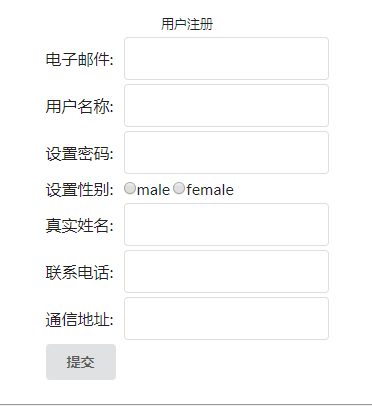 用户注册
电子邮件:
用户名称:
设置密码:
设置性别: male female
真实姓名:
联系电话:
通信地址:
提交